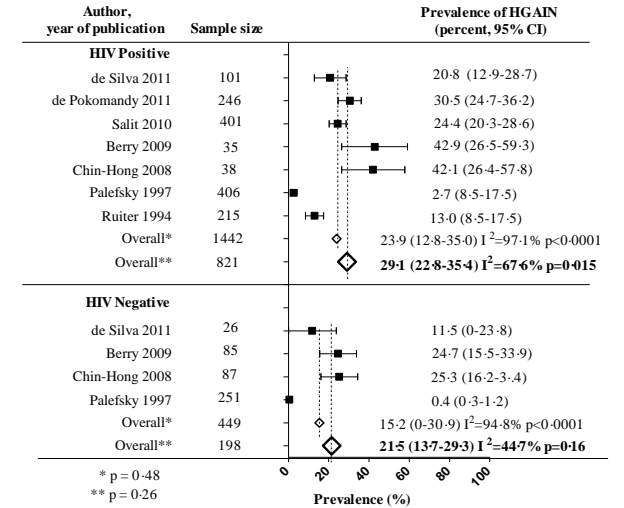 Author, year of publication Sample size Prevalence of HGAIN (percent, 95% CI)
HIV Positive
de Silva 2011 101 20·8 (12·9-28·7)
de Pokomandy 2011 246 30·5 (24·7-36·2)
Salit 2010 401 24·4 (20·3-28·6)
Berry 2009 35 42·9 (26·5-59·3)
Chin-Hong 2008 38 42·1 (26·4-57·8)
Palefsky 1997 406 2·7 (8·5-17·5)
Ruiter 1994 215 13·0 (8·5-17·5)
Overall* 1442 23·9 (12·8-35·0) I²=97·1% p<0·0001
Overall** 821 29·1 (22·8-35·4) I²=67·6% p=0·015
HIV Negative
de Silva 2011 26 11·5 (0-23·8)
Berry 2009 85 24·7 (15·5-33·9)
Chin-Hong 2008 87 25·3 (16·2-3·.4)
Palefsky 1997 251 0·4 (0·3-1·2)
Overall* 449 15·2 (0-30·9) I²=94·8% p<0·0001
Overall** 198 21·5 (13·7-29·3) I²=44·7% p=0·16
* p = 0·48
** p = 0·26
0 20 40 60 80 100
Prevalence (%)